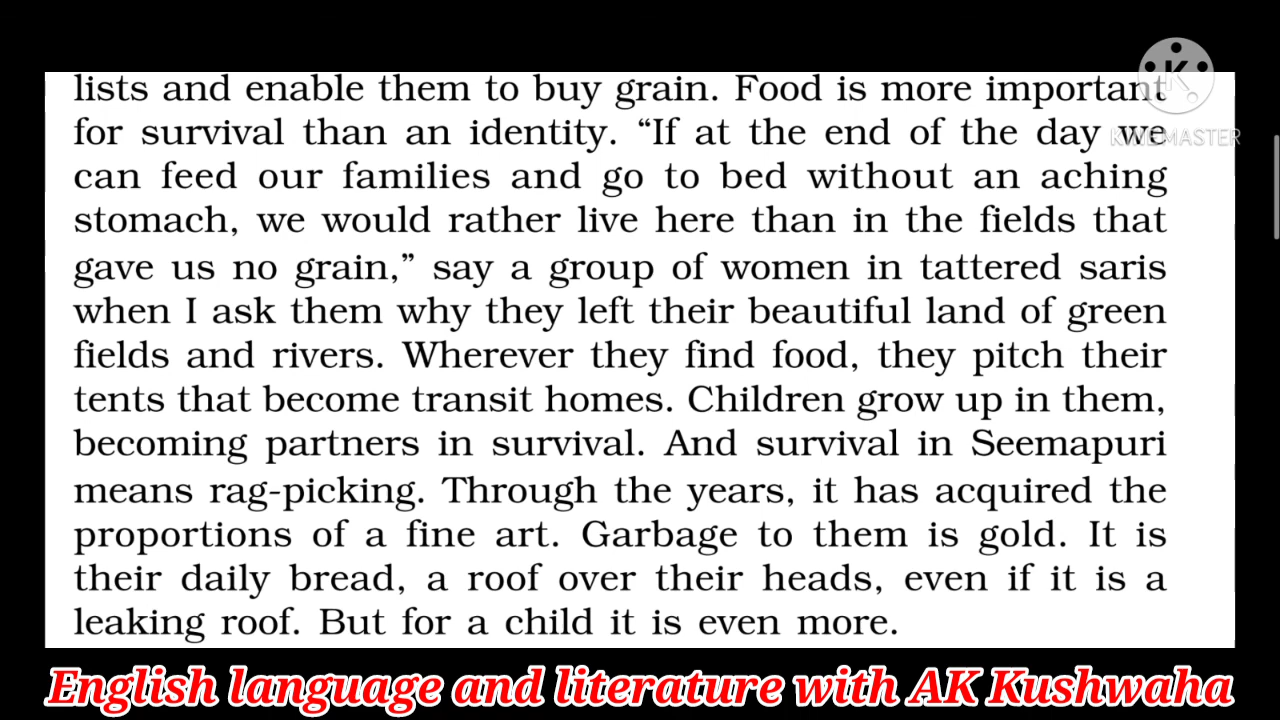 lists and enable them to buy grain. Food is more important
for survival than an identity. “If at the end of the day we
can feed our families and go to bed without an aching
stomach, we would rather live here than in the fields that
gave us no grain,” say a group of women in tattered saris
when I ask them why they left their beautiful land of green
fields and rivers. Wherever they find food, they pitch their
tents that become transit homes. Children grow up in them,
becoming partners in survival. And survival in Seemapuri
means rag-picking. Through the years, it has acquired the
proportions of a fine art. Garbage to them is gold. It is
their daily bread, a roof over their heads, even if it is a
leaking roof. But for a child it is even more.
K
KINEMASTER
English language and literature with AK Kushwaha